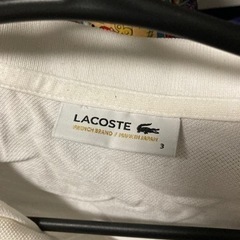 LACOSTE
FRENCH BRAND / MADE IN JAPAN
3